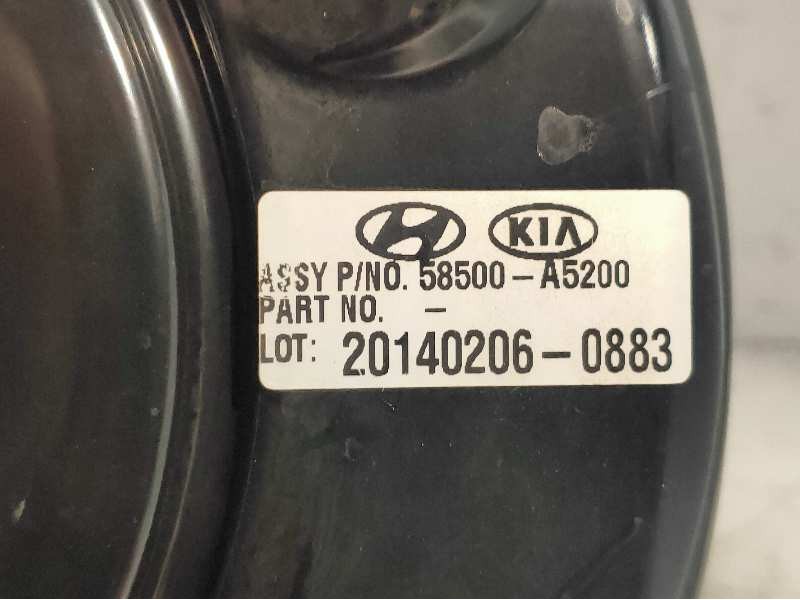 KIA
ASSY P/NO. 58500-A5200
PART NO. -
LOT: 20140206-0883